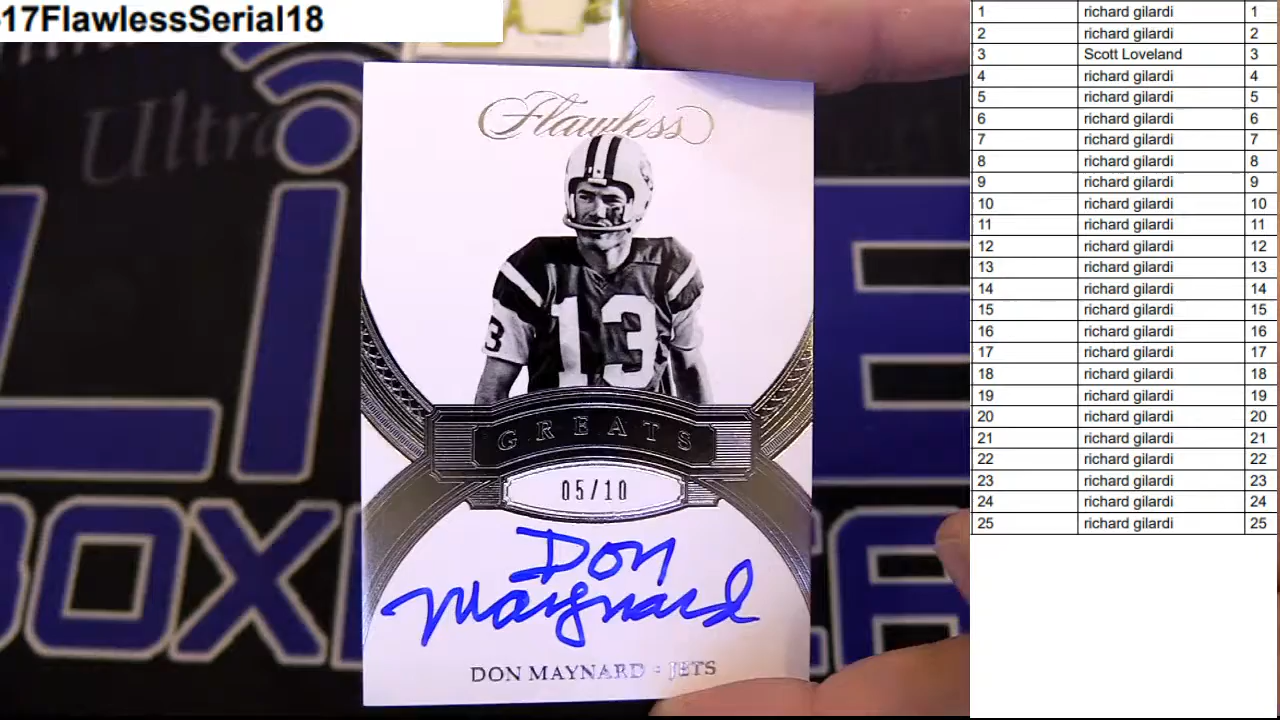 17FlawlessSerial18
Ultra
Flawless
13
3
GREATS
05/10
Don
Maynard
DON MAYNARD - JETS
LI E
BOX
1 richard gilardi 1
2 richard gilardi 2
3 Scott Loveland 3
4 richard gilardi 4
5 richard gilardi 5
6 richard gilardi 6
7 richard gilardi 7
8 richard gilardi 8
9 richard gilardi 9
10 richard gilardi 10
11 richard gilardi 11
12 richard gilardi 12
13 richard gilardi 13
14 richard gilardi 14
15 richard gilardi 15
16 richard gilardi 16
17 richard gilardi 17
18 richard gilardi 18
19 richard gilardi 19
20 richard gilardi 20
21 richard gilardi 21
22 richard gilardi 22
23 richard gilardi 23
24 richard gilardi 24
25 richard gilardi 25